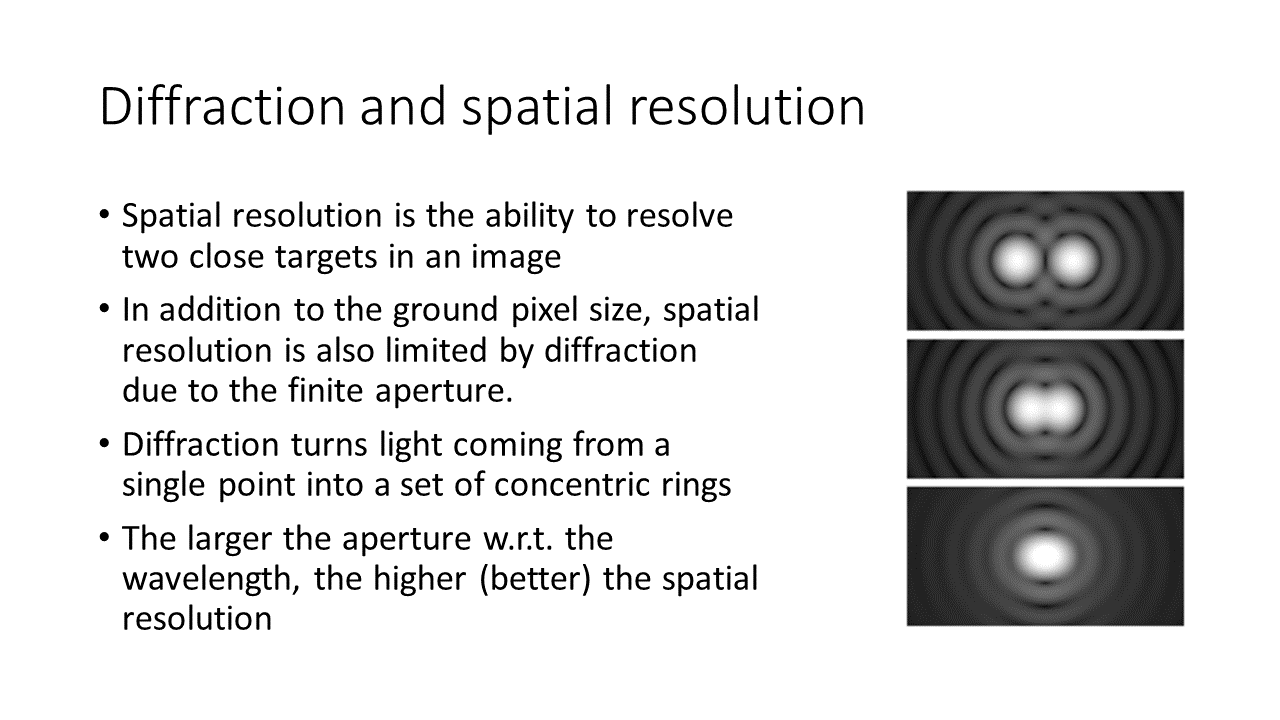 Diffraction and spatial resolution
• Spatial resolution is the ability to resolve
two close targets in an image
• In addition to the ground pixel size, spatial
resolution is also limited by diffraction
due to the finite aperture.
• Diffraction turns light coming from a
single point into a set of concentric rings
• The larger the aperture w.r.t. the
wavelength, the higher (better) the spatial
resolution